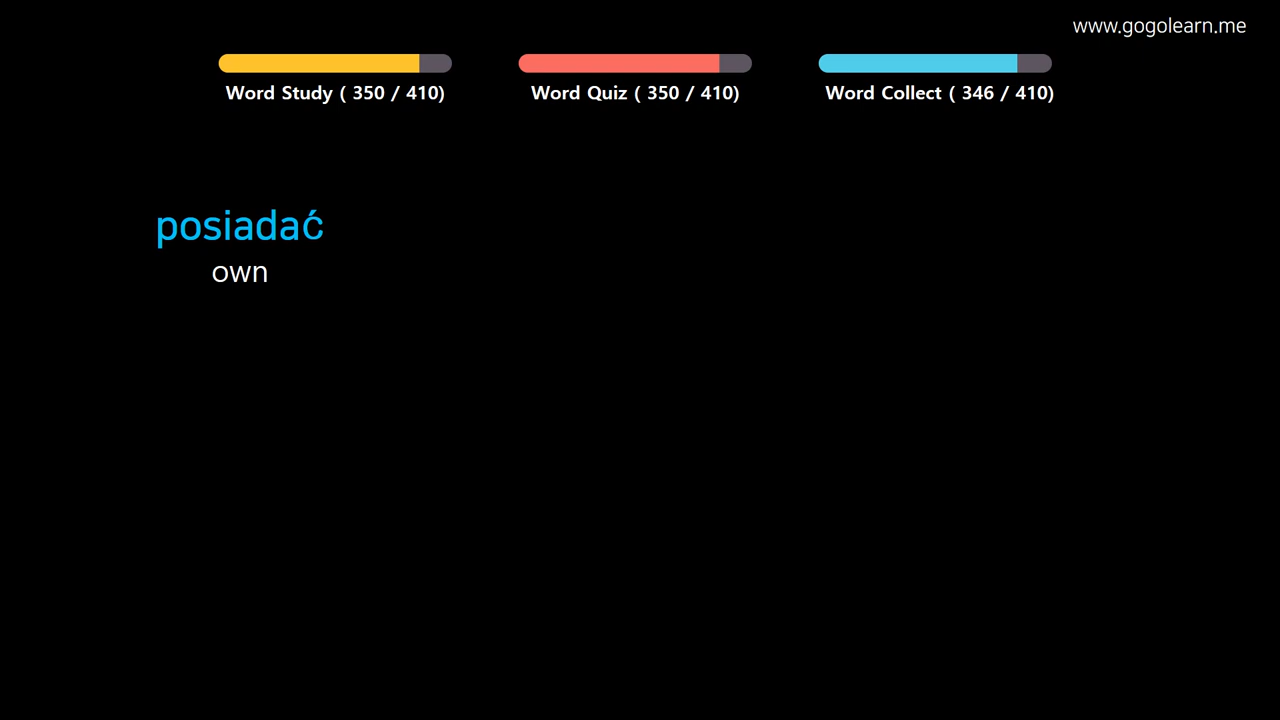 www.gogolearn.me
Word Study ( 350 / 410)
Word Quiz ( 350 / 410)
Word Collect ( 346 / 410)
posiadać
own